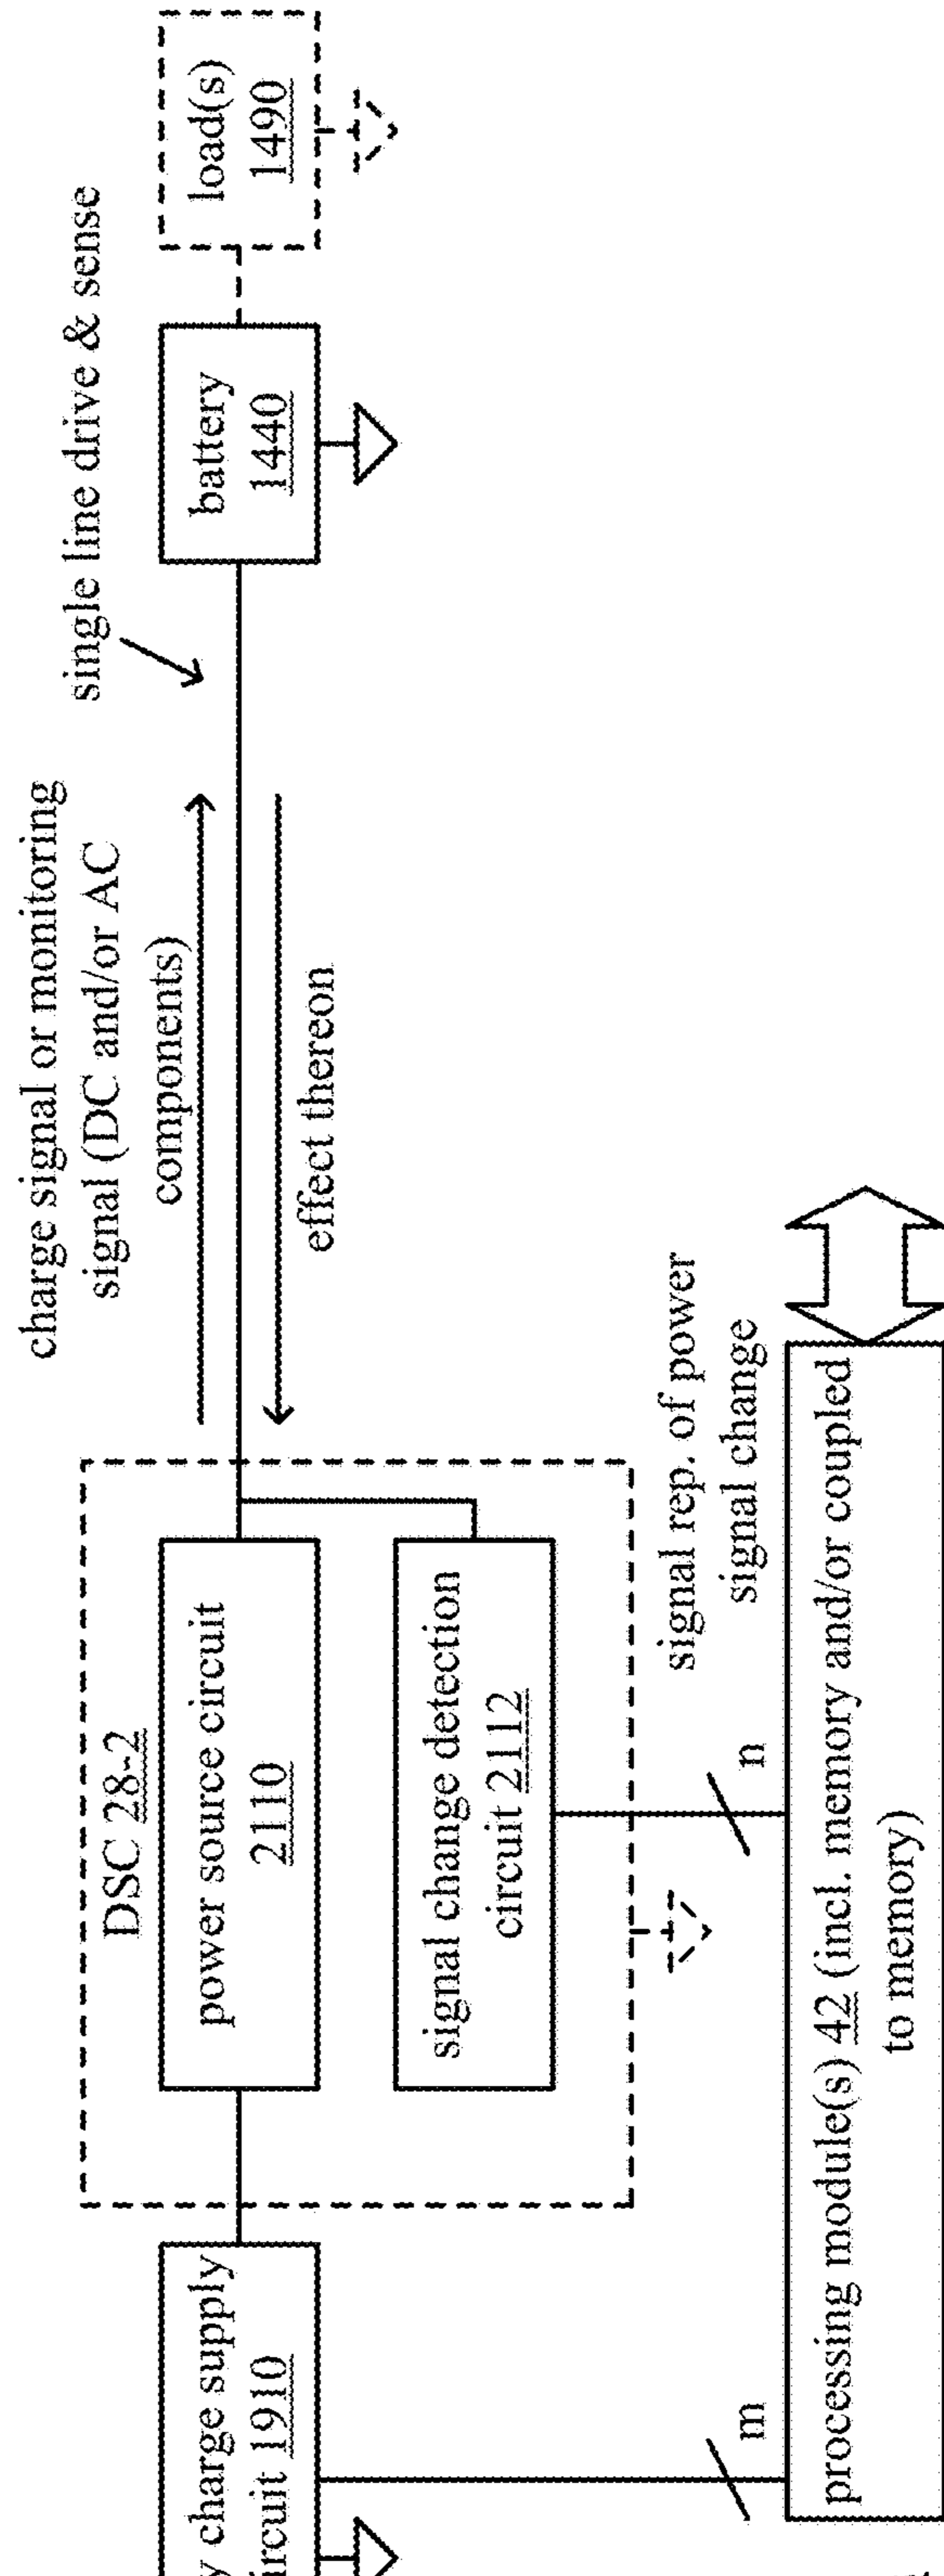 charge signal or monitoring
signal (DC and/or AC
components)
single line drive & sense
effect thereon
load(s)
1490
battery
1440
DSC 28-2
power source circuit
2110
signal change detection
circuit 2112
charge supply
1910
signal rep. of power
signal change
n
m
processing module(s) 42 (incl. memory and/or coupled
to memory)